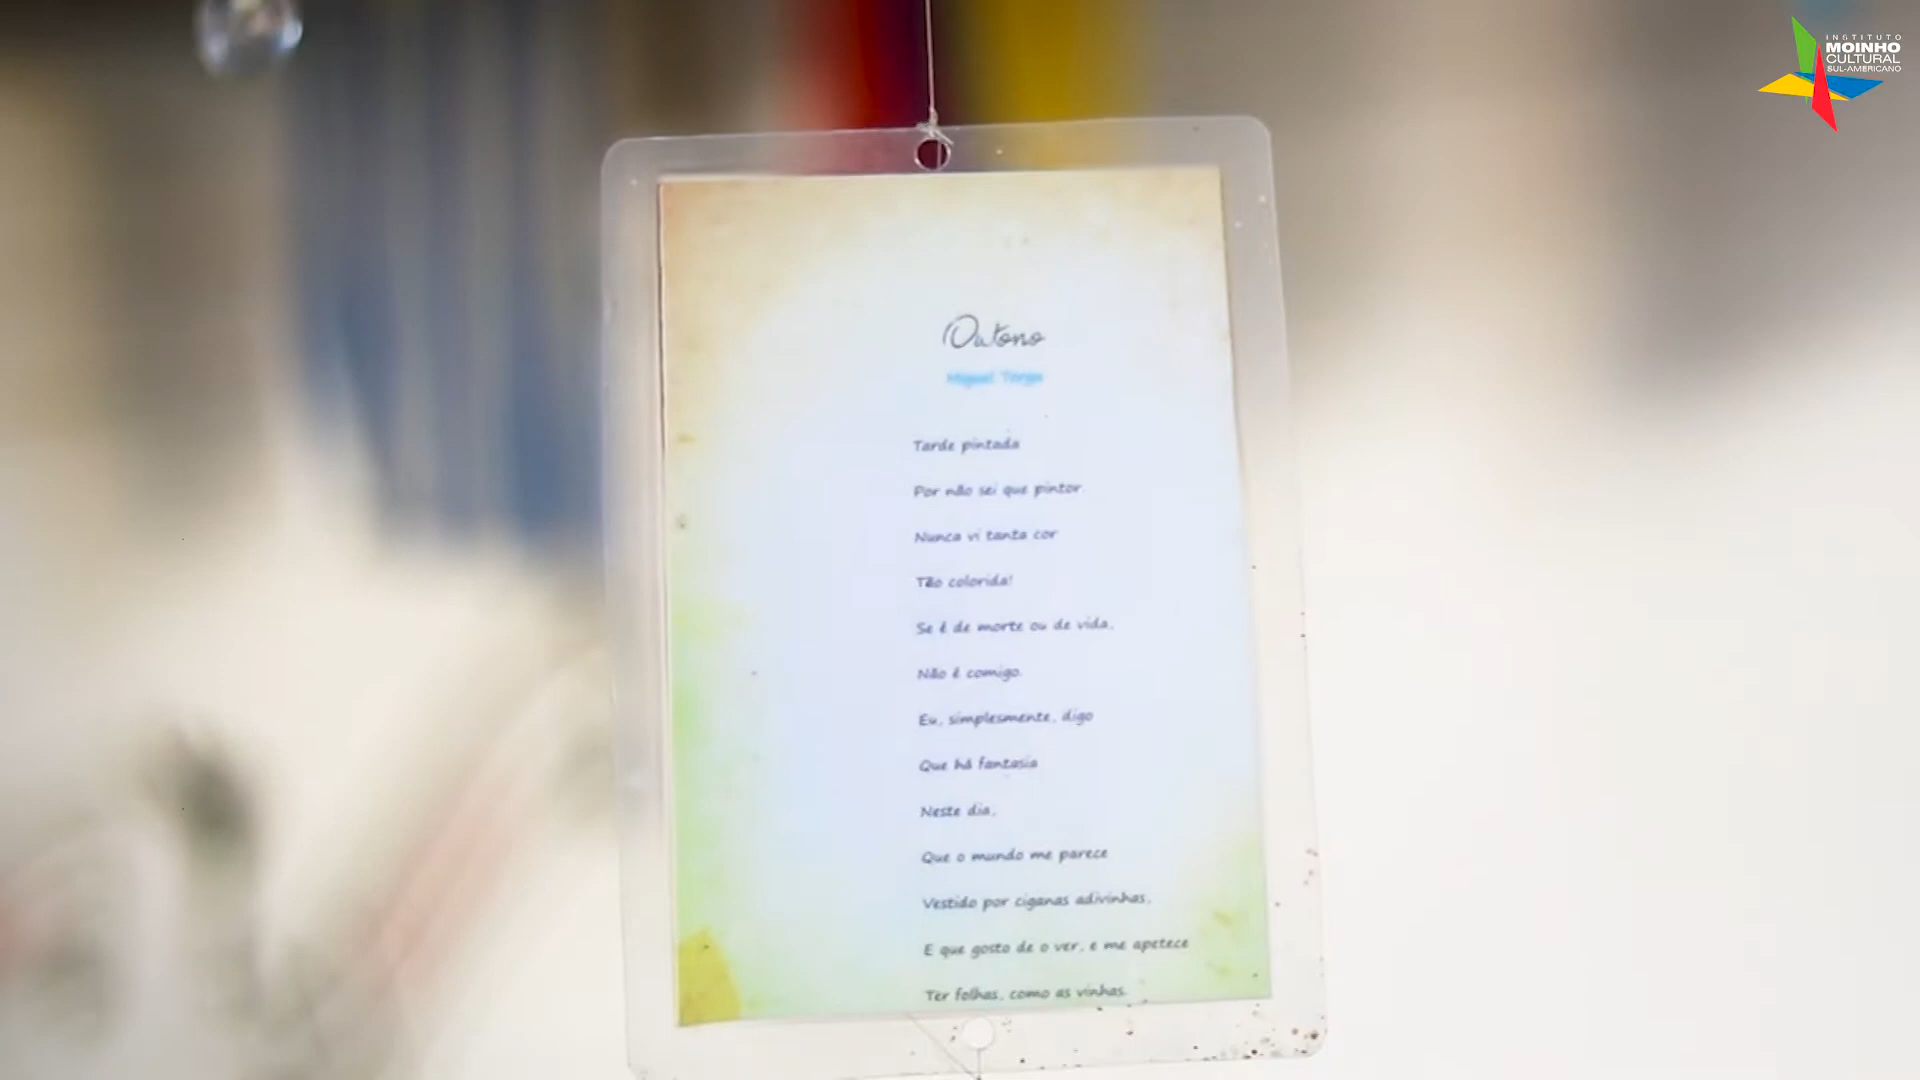 INSTITUTO
MOINHO
CULTURAL
SUL-AMERICANO
Outono
Miguel Torga
Tarde pintada
Por não sei que pintor.
Nunca vi tanta cor
Tão colorida!
Se é de morte ou de vida,
Não é comigo.
Eu, simplesmente, digo
Que há fantasia
Neste dia,
Que o mundo me parece
Vestido por ciganas adivinhas,
E que gosto de o ver, e me apetece
Ter folhas, como as vinhas.